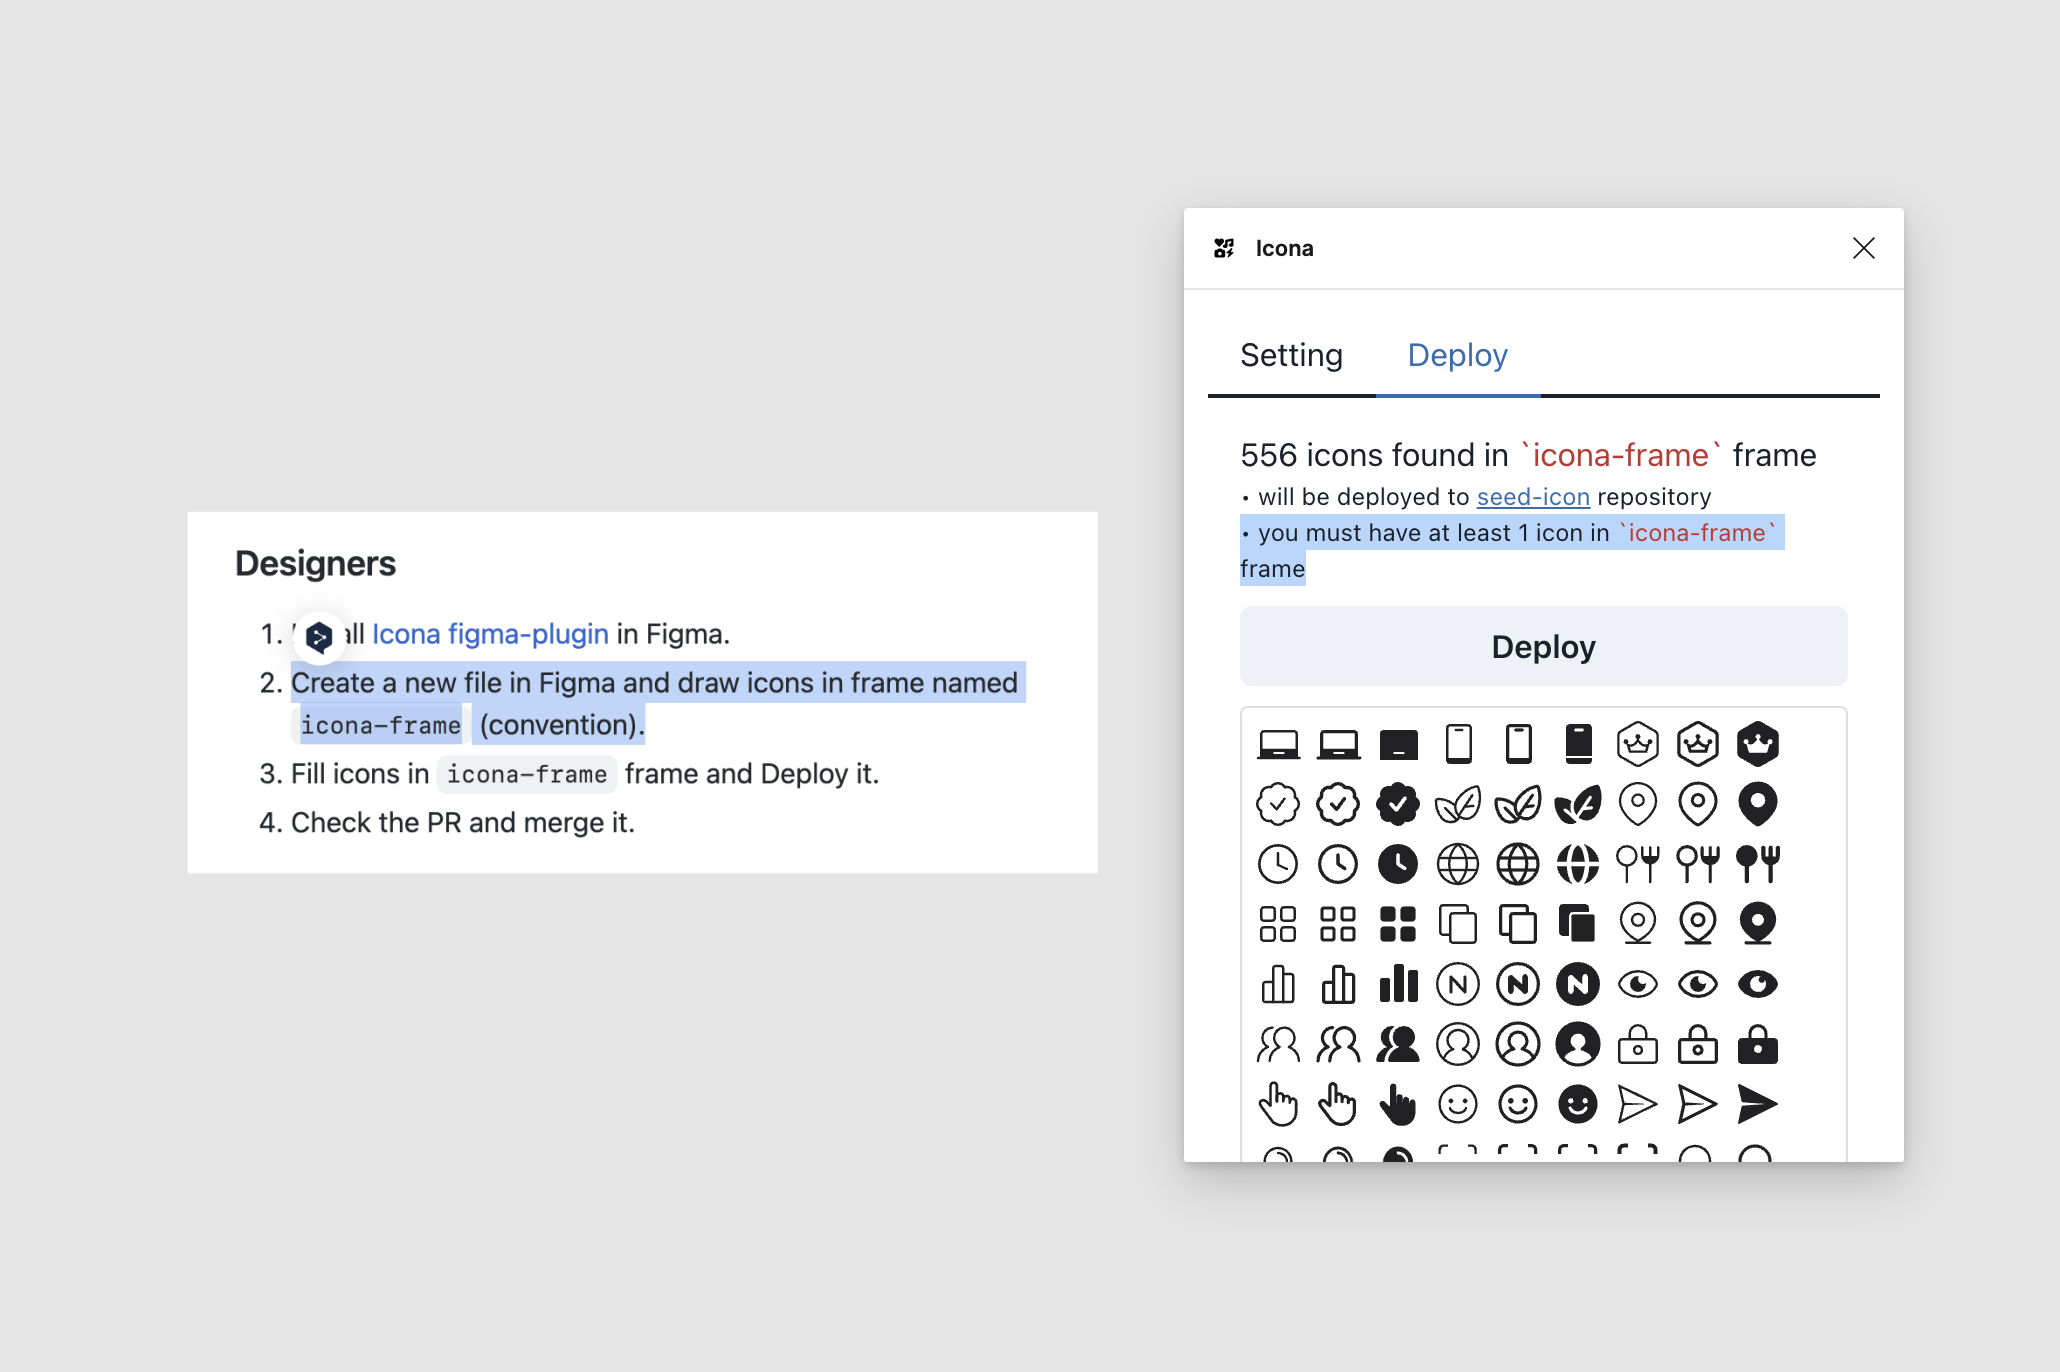 Designers
1. all Icona figma-plugin in Figma.
2. Create a new file in Figma and draw icons in frame named
icona-frame (convention).
3. Fill icons in icona-frame frame and Deploy it.
4. Check the PR and merge it.
Icona
Setting Deploy
556 icons found in `icona-frame` frame
• will be deployed to seed-icon repository
• you must have at least 1 icon in `icona-frame`
frame
Deploy